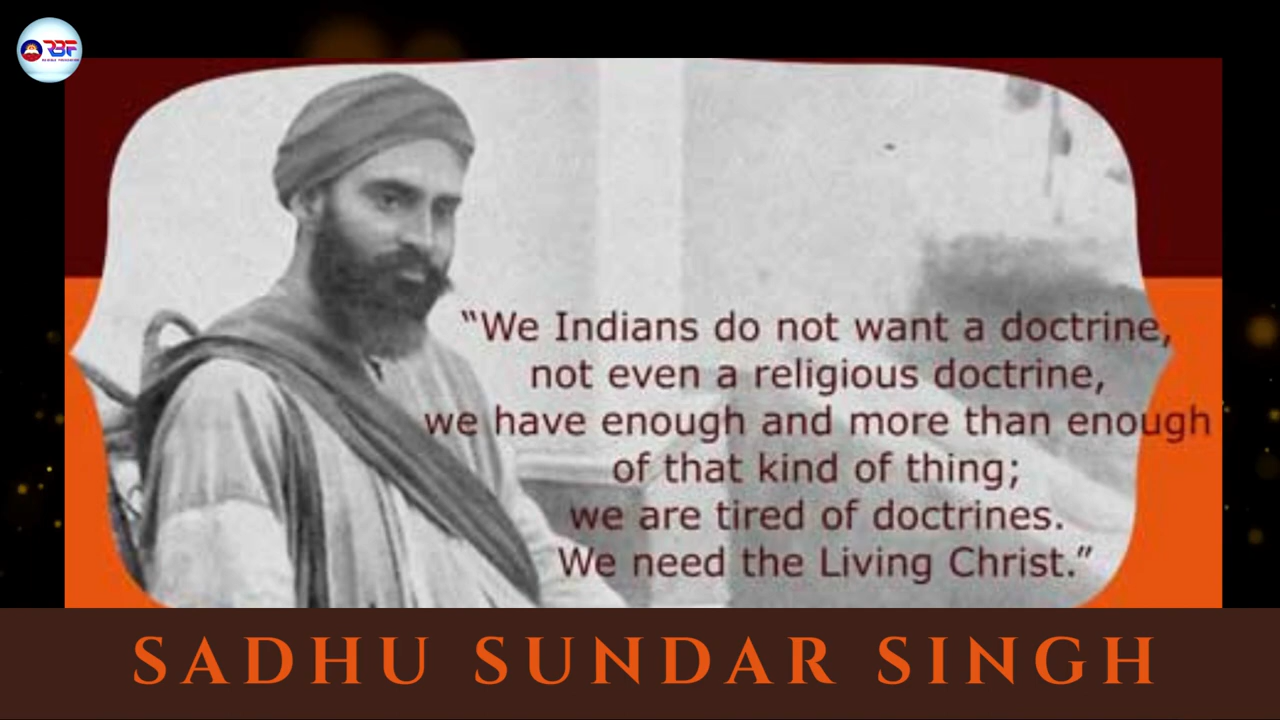 RBF
“We Indians do not want a doctrine,
not even a religious doctrine,
we have enough and more than enough
of that kind of thing;
we are tired of doctrines.
We need the Living Christ.”
SADHU SUNDAR SINGH